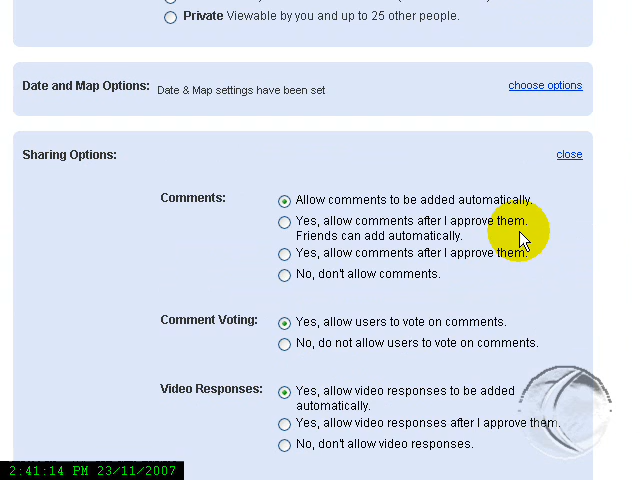 Private Viewable by you and up to 25 other people.
Date and Map Options: Date & Map settings have been set choose options
Sharing Options: close
Comments: Allow comments to be added automatically.
Yes, allow comments after I approve them.
Friends can add automatically.
Yes, allow comments after I approve them.
No, don't allow comments.
Comment Voting: Yes, allow users to vote on comments.
No, do not allow users to vote on comments.
Video Responses: Yes, allow video responses to be added
automatically.
Yes, allow video responses after I approve them.
No, don't allow video responses.
2:41:14 PM 23/11/2007